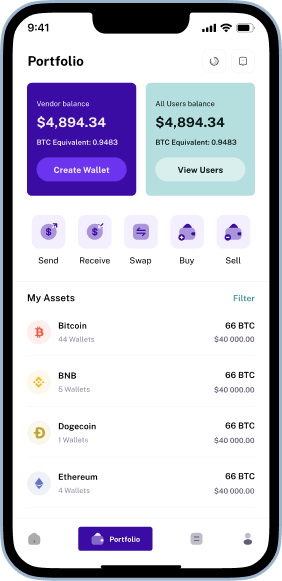 9:41
Portfolio
Vendor balance
$4,894.34
BTC Equivalent: 0.9483
Create Wallet
All Users balance
$4,894.34
BTC Equivalent: 0.9483
View Users
Send Receive Swap Buy Sell
My Assets Filter
Bitcoin 66 BTC
44 Wallets $40 000.00
BNB 66 BTC
5 Wallets $40 000.00
Dogecoin 66 BTC
1 Wallets $40 000.00
Ethereum 66 BTC
4 Wallets $40 000.00
Portfolio